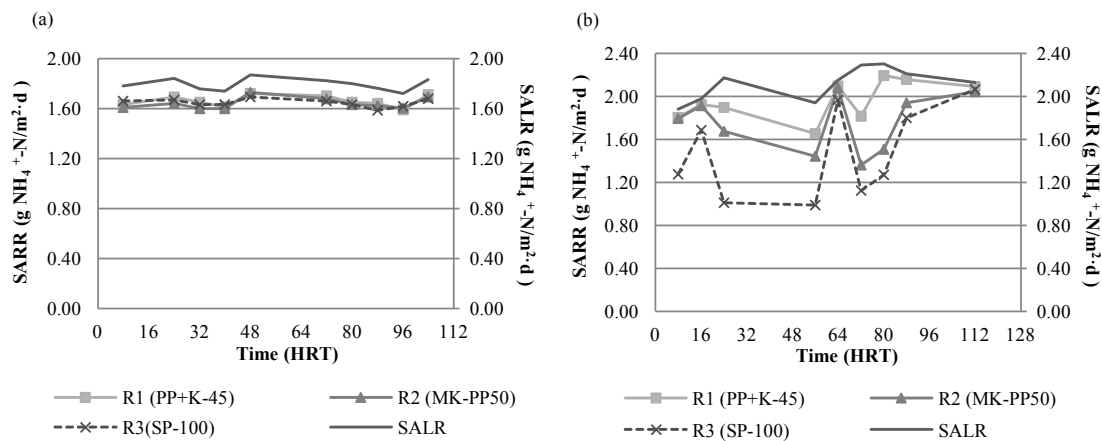 (a)
2.00
1.60
1.20
0.80
0.40
0.00
SARR (g NH4 +-N/m²·d )
2.00
1.60
1.20
0.80
0.40
0.00
SALR (g NH4 +-N/m²·d )
0 16 32 48 64 80 96 112
Time (HRT)
R1 (PP+K-45)
R2 (MK-PP50)
R3(SP-100)
SALR
(b)
2.40
2.00
1.60
1.20
0.80
0.40
0.00
SARR (g NH4 +-N/m²·d )
2.40
2.00
1.60
1.20
0.80
0.40
0.00
SALR (g NH4 +-N/m²·d )
0 16 32 48 64 80 96 112 128
Time (HRT)
R1 (PP+K-45)
R2 (MK-PP50)
R3 (SP-100)
SALR